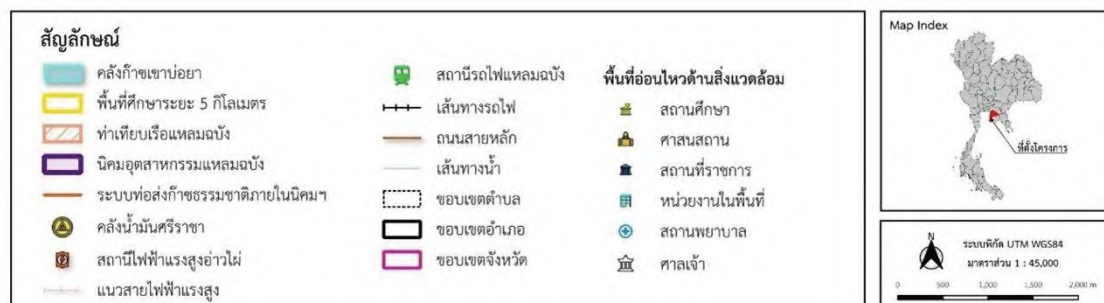 สัญลักษณ์
คลังก๊าซเขาบ่อยา
พื้นที่ศึกษาระยะ 5 กิโลเมตร
ท่าเทียบเรือแหลมฉบัง
นิคมอุตสาหกรรมแหลมฉบัง
ระบบท่อส่งก๊าซธรรมชาติภายในนิคมฯ
คลังน้ำมันศรีราชา
สถานีไฟฟ้าแรงสูงอ่าวไผ่
แนวสายไฟฟ้าแรงสูง
สถานีรถไฟแหลมฉบัง
เส้นทางรถไฟ
ถนนสายหลัก
เส้นทางน้ำ
ขอบเขตตำบล
ขอบเขตอำเภอ
ขอบเขตจังหวัด
พื้นที่อ่อนไหวด้านสิ่งแวดล้อม
สถานศึกษา
ศาสนสถาน
สถานที่ราชการ
หน่วยงานในพื้นที่
สถานพยาบาล
ศาลเจ้า
Map Index
ที่ตั้งโครงการ
ระบบพิกัด UTM WGS84
มาตราส่วน 1 : 45,000
0 500 1,000 1,500 2,000 m